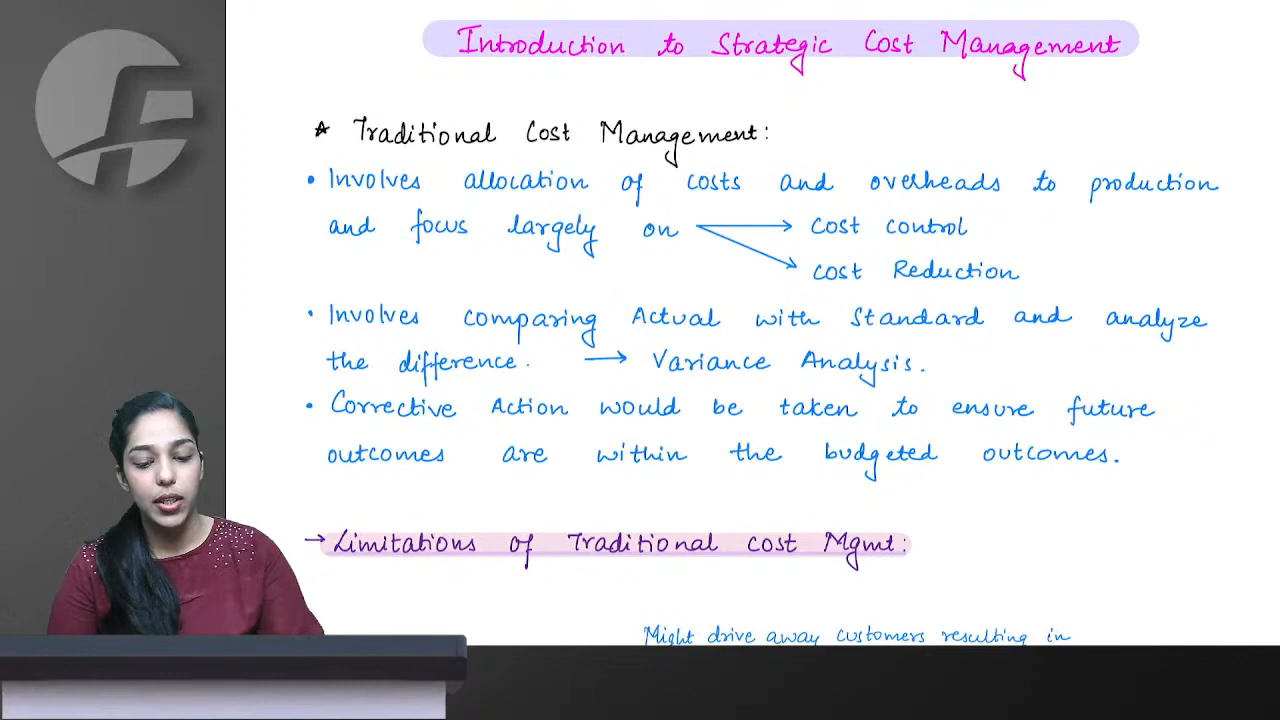 Introduction to Strategic Cost Management
* Traditional Cost Management:
• Involves allocation of costs and overheads to production
and focus largely on → Cost control
→ Cost Reduction
• Involves comparing Actual with Standard and analyze
the difference. → Variance Analysis.
• Corrective Action would be taken to ensure future
outcomes are within the budgeted outcomes.
→ Limitations of Traditional Cost Mgmt:
Might drive away customers resulting in